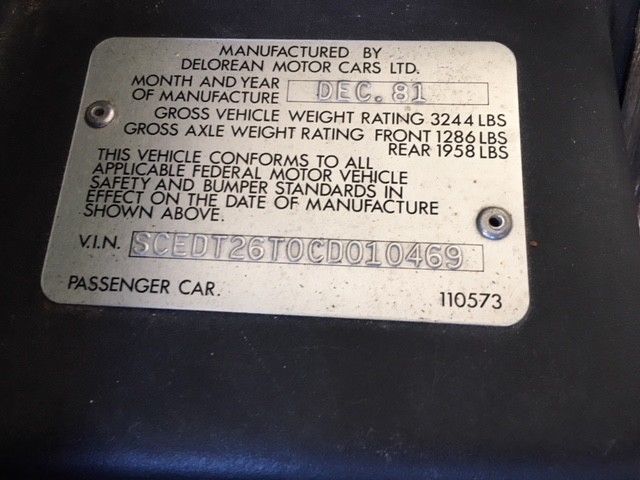 MANUFACTURED BY
DELOREAN MOTOR CARS LTD.
MONTH AND YEAR
OF MANUFACTURE DEC. 81
GROSS VEHICLE WEIGHT RATING 3244 LBS
GROSS AXLE WEIGHT RATING FRONT 1286 LBS
REAR 1958 LBS
THIS VEHICLE CONFORMS TO ALL
APPLICABLE FEDERAL MOTOR VEHICLE
SAFETY AND BUMPER STANDARDS IN
EFFECT ON THE DATE OF MANUFACTURE
SHOWN ABOVE.
V.I.N. SCEDT26T0CD010469
PASSENGER CAR. 110573